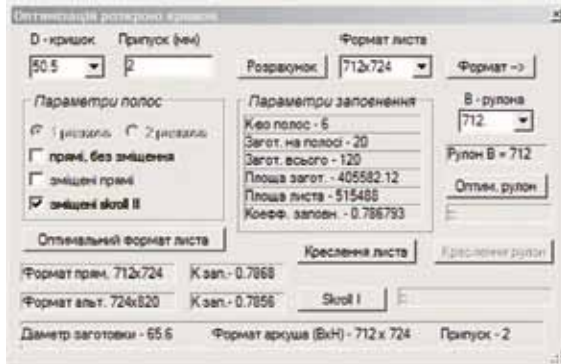 Оптимізація розкрою кришок
D - кришок
Припуск (мм)
Формат листа
50.5
2
Розрахунок
712x724
Формат -->
Параметри полос
1 рискалка
2 рискалка
прямі, без зміщення
зміщені прямі
зміщені skroll II
Параметри заповнення
К-во полос - 6
Загот. на полосі - 20
Загот. всього - 120
Площа загот. - 405582.12
Площа листа - 515488
Коефф. заповн. - 0.786793
В - рулона
712
Рулон В = 712
Оптим. рулон
Оптимальний формат листа
Креслення листа
Креслення рулон
Формат прям. 712x724
К зап.- 0.7868
Формат альт. 724x820
К зап.- 0.7856
Skroll I
Діаметр заготовки - 65.6
Формат аркуша (ВхН) - 712 x 724
Припуск - 2